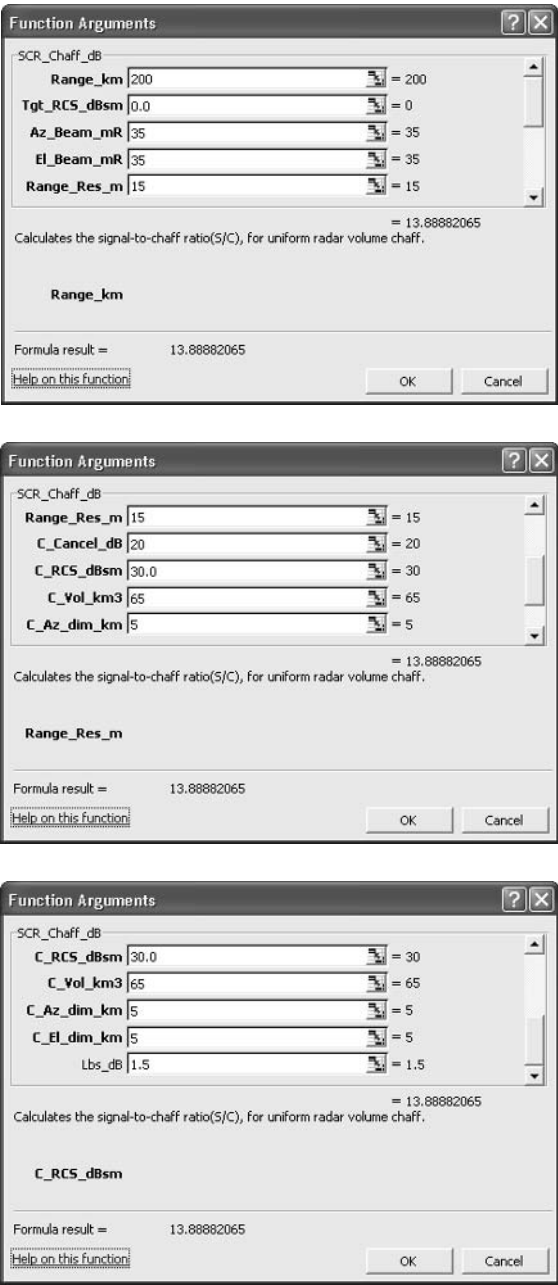 Function Arguments
SCR_Chaff_dB
Range_km 200 = 200
Tgt_RCS_dBsm 0.0 = 0
Az_Beam_mR 35 = 35
El_Beam_mR 35 = 35
Range_Res_m 15 = 15
= 13.88882065
Calculates the signal-to-chaff ratio(S/C), for uniform radar volume chaff.
Range_km
Formula result = 13.88882065
Help on this function OK Cancel
Function Arguments
SCR_Chaff_dB
Range_Res_m 15 = 15
C_Cancel_dB 20 = 20
C_RCS_dBsm 30.0 = 30
C_Vol_km3 65 = 65
C_Az_dim_km 5 = 5
= 13.88882065
Calculates the signal-to-chaff ratio(S/C), for uniform radar volume chaff.
Range_Res_m
Formula result = 13.88882065
Help on this function OK Cancel
Function Arguments
SCR_Chaff_dB
C_RCS_dBsm 30.0 = 30
C_Vol_km3 65 = 65
C_Az_dim_km 5 = 5
C_El_dim_km 5 = 5
Lbs_dB 1.5 = 1.5
= 13.88882065
Calculates the signal-to-chaff ratio(S/C), for uniform radar volume chaff.
C_RCS_dBsm
Formula result = 13.88882065
Help on this function OK Cancel